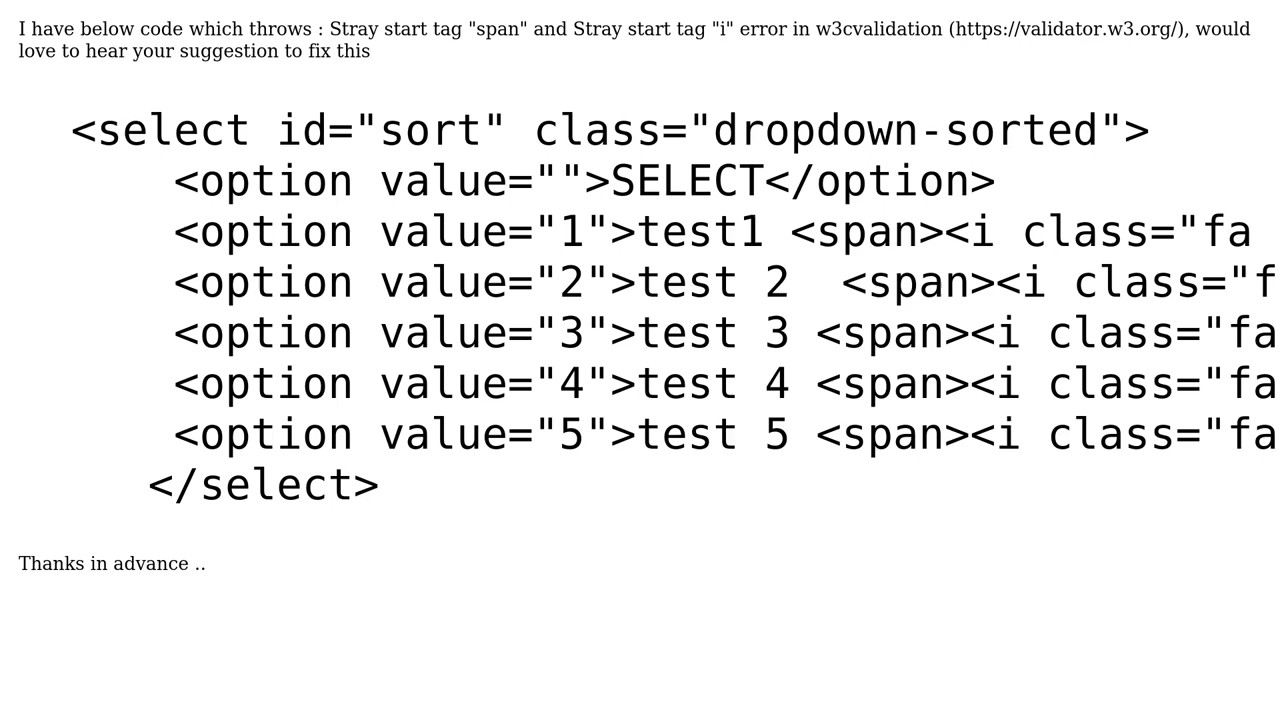 I have below code which throws : Stray start tag "span" and Stray start tag "i" error in w3cvalidation (https://validator.w3.org/), would
love to hear your suggestion to fix this
<select id="sort" class="dropdown-sorted">
<option value="">SELECT</option>
<option value="1">test1 <span><i class="fa
<option value="2">test 2  <span><i class="f
<option value="3">test 3 <span><i class="fa
<option value="4">test 4 <span><i class="fa
<option value="5">test 5 <span><i class="fa
</select>
Thanks in advance ..